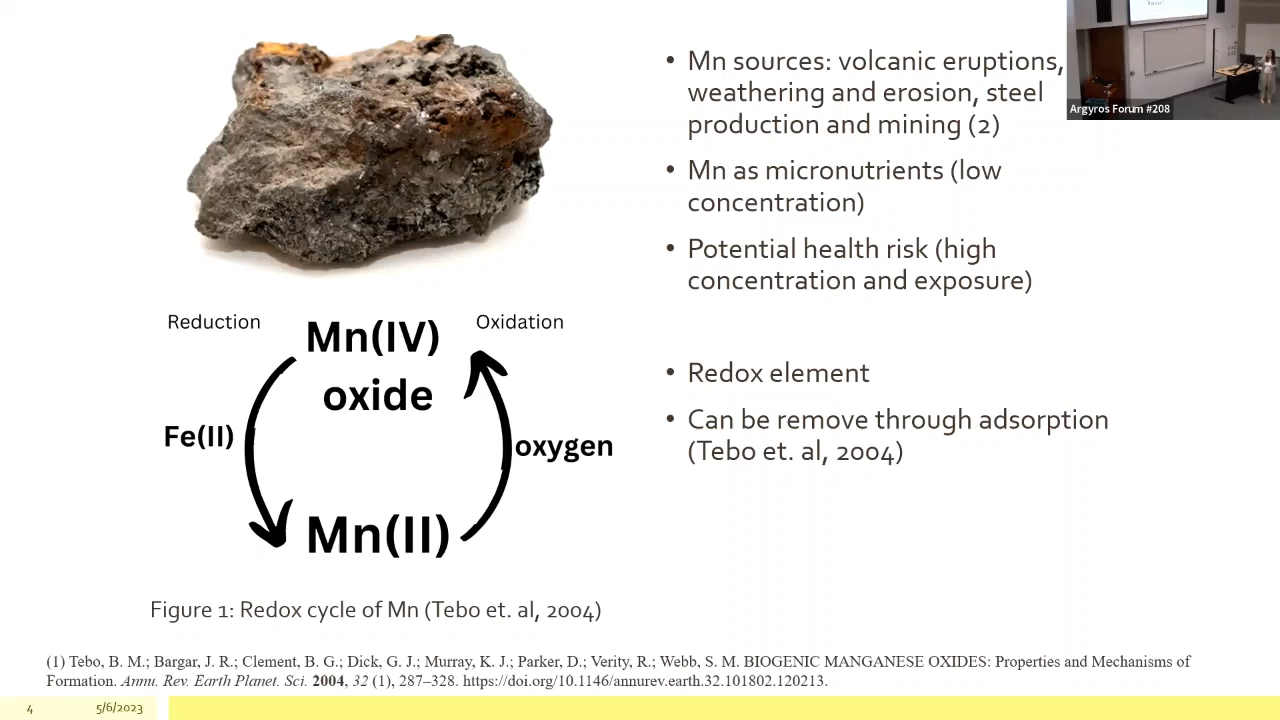 • Mn sources: volcanic eruptions,
weathering and erosion, steel
production and mining (2)
• Mn as micronutrients (low
concentration)
• Potential health risk (high
concentration and exposure)
• Redox element
• Can be remove through adsorption
(Tebo et. al, 2004)
Argyros Forum #208
Reduction
Mn(IV)
oxide
Oxidation
Fe(II)
oxygen
Mn(II)
Figure 1: Redox cycle of Mn (Tebo et. al, 2004)
(1) Tebo, B. M.; Bargar, J. R.; Clement, B. G.; Dick, G. J.; Murray, K. J.; Parker, D.; Verity, R.; Webb, S. M. BIOGENIC MANGANESE OXIDES: Properties and Mechanisms of
Formation. Annu. Rev. Earth Planet. Sci. 2004, 32 (1), 287–328. https://doi.org/10.1146/annurev.earth.32.101802.120213.
4 5/6/2023